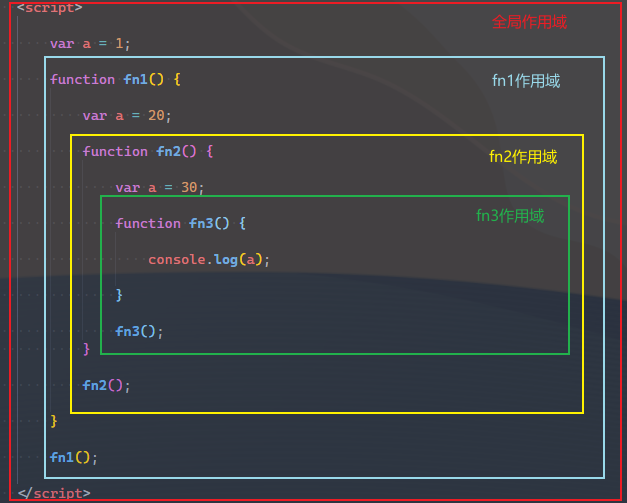 <script>
全局作用域
var a = 1;
function fn1() {
fn1作用域
var a = 20;
function fn2() {
fn2作用域
var a = 30;
function fn3() {
fn3作用域
console.log(a);
}
fn3();
}
fn2();
}
fn1();
</script>